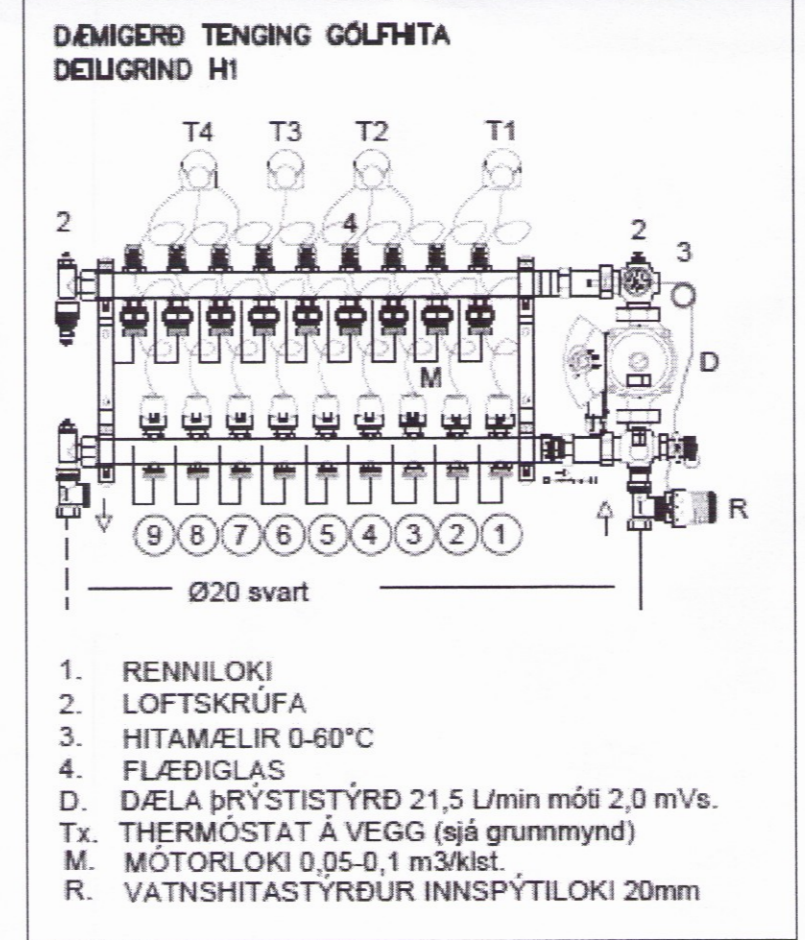 DÆMIGERÐ TENGING GÓLFHITA
DEILIGRIND H1
T4 T3 T2 T1
2 4 2 3
M D
R
9 8 7 6 5 4 3 2 1
Ø20 svart
1. RENNILOKI
2. LOFTSKRÚFA
3. HITAMÆLIR 0-60°C
4. FLÆÐIGLAS
D. DÆLA ÞRÝSTISTÝRÐ 21,5 L/min móti 2,0 mVs.
Tx. THERMÓSTAT Á VEGG (sjá grunnmynd)
M. MÓTORLOKI 0,05-0,1 m3/klst.
R. VATNSHITASTÝRÐUR INNSPÝTILOKI 20mm